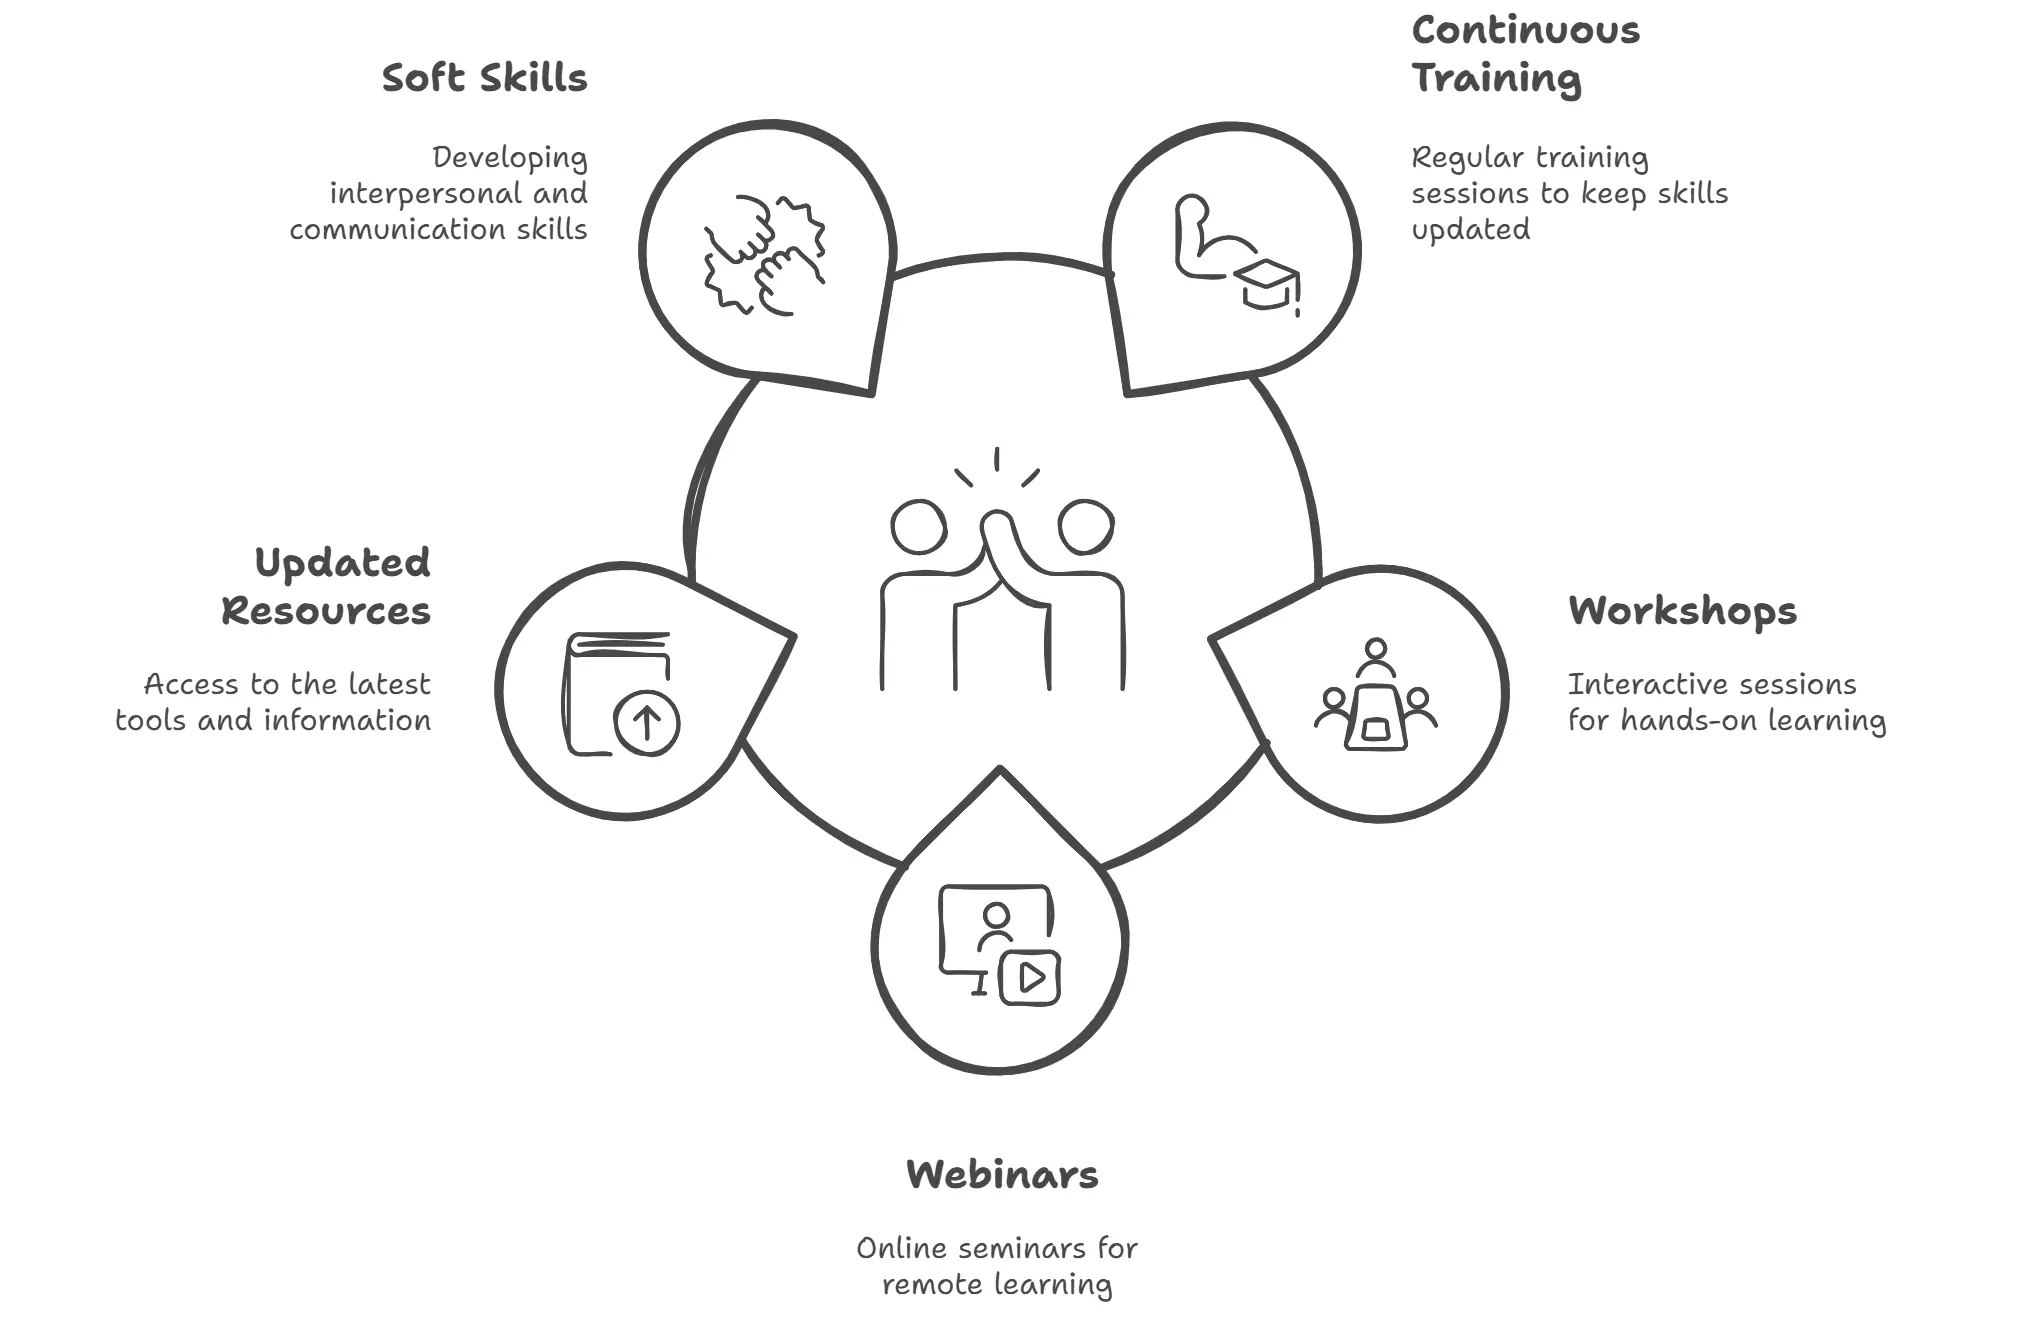 Soft Skills
Developing
interpersonal and
communication skills
Continuous
Training
Regular training
sessions to keep skills
updated
Updated
Resources
Access to the latest
tools and information
Workshops
Interactive sessions
for hands-on learning
Webinars
Online seminars for
remote learning